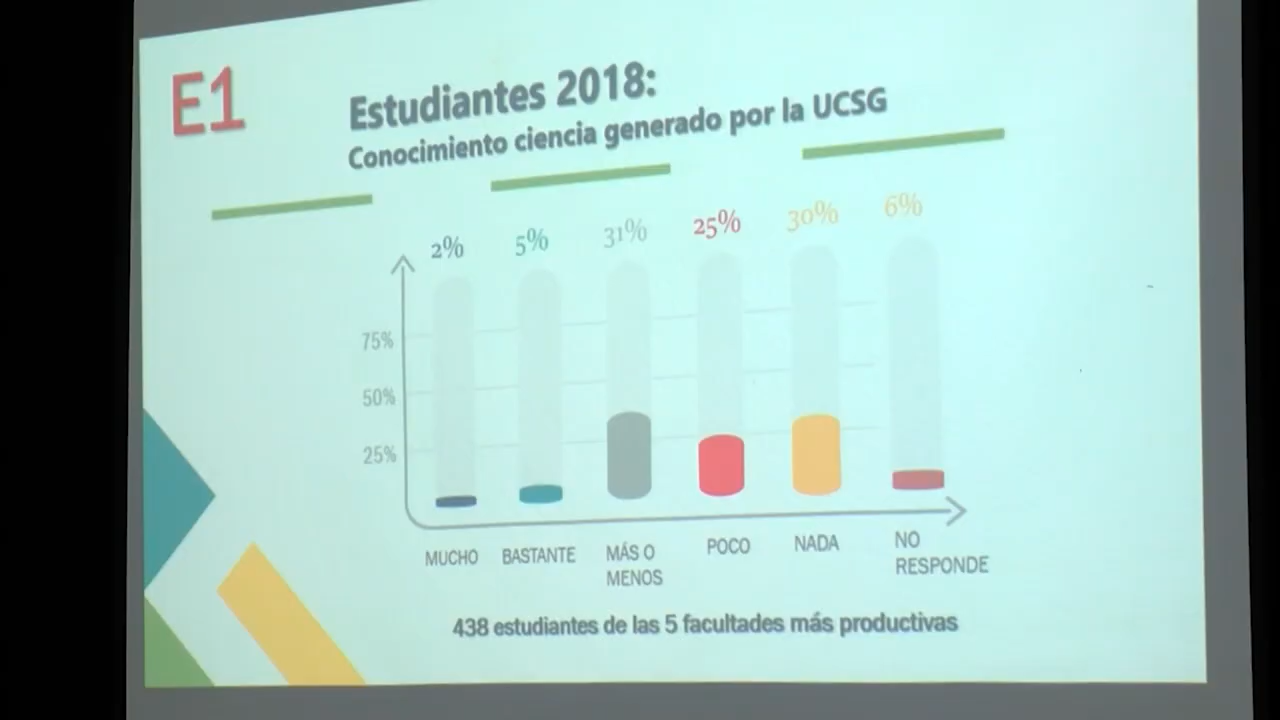 E1
Estudiantes 2018:
Conocimiento ciencia generado por la UCSG
2% 5% 31% 25% 30% 6%
75%
50%
25%
MUCHO BASTANTE MÁS O MENOS POCO NADA NO RESPONDE
438 estudiantes de las 5 facultades más productivas